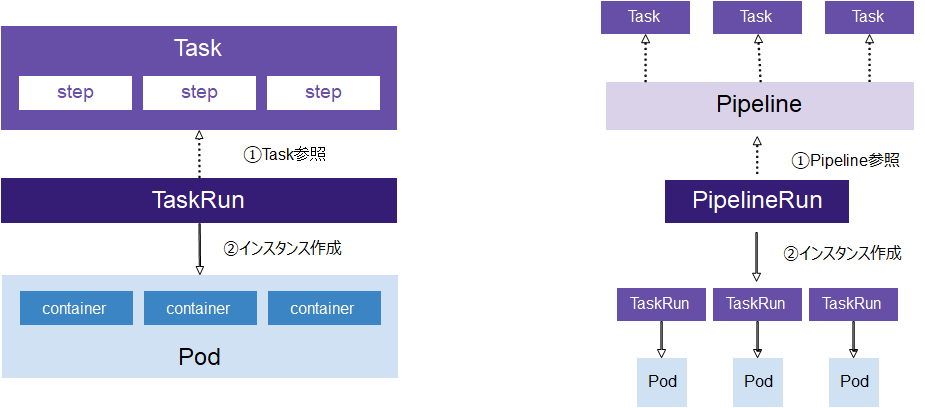 Task
step step step
①Task参照
TaskRun
②インスタンス作成
container container container
Pod
Task Task Task
Pipeline
①Pipeline参照
PipelineRun
②インスタンス作成
TaskRun TaskRun TaskRun
Pod Pod Pod